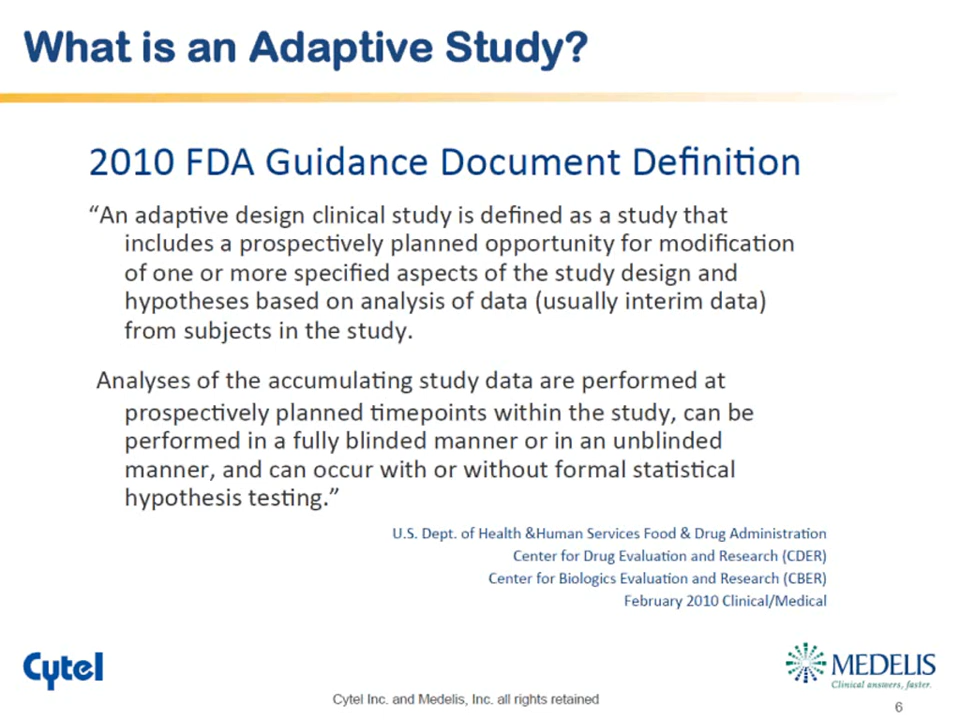 What is an Adaptive Study?
2010 FDA Guidance Document Definition
“An adaptive design clinical study is defined as a study that
includes a prospectively planned opportunity for modification
of one or more specified aspects of the study design and
hypotheses based on analysis of data (usually interim data)
from subjects in the study.
Analyses of the accumulating study data are performed at
prospectively planned timepoints within the study, can be
performed in a fully blinded manner or in an unblinded
manner, and can occur with or without formal statistical
hypothesis testing.”
U.S. Dept. of Health &Human Services Food & Drug Administration
Center for Drug Evaluation and Research (CDER)
Center for Biologics Evaluation and Research (CBER)
February 2010 Clinical/Medical
Cytel
MEDELIS
Clinical answers, faster.
Cytel Inc. and Medelis, Inc. all rights retained
6